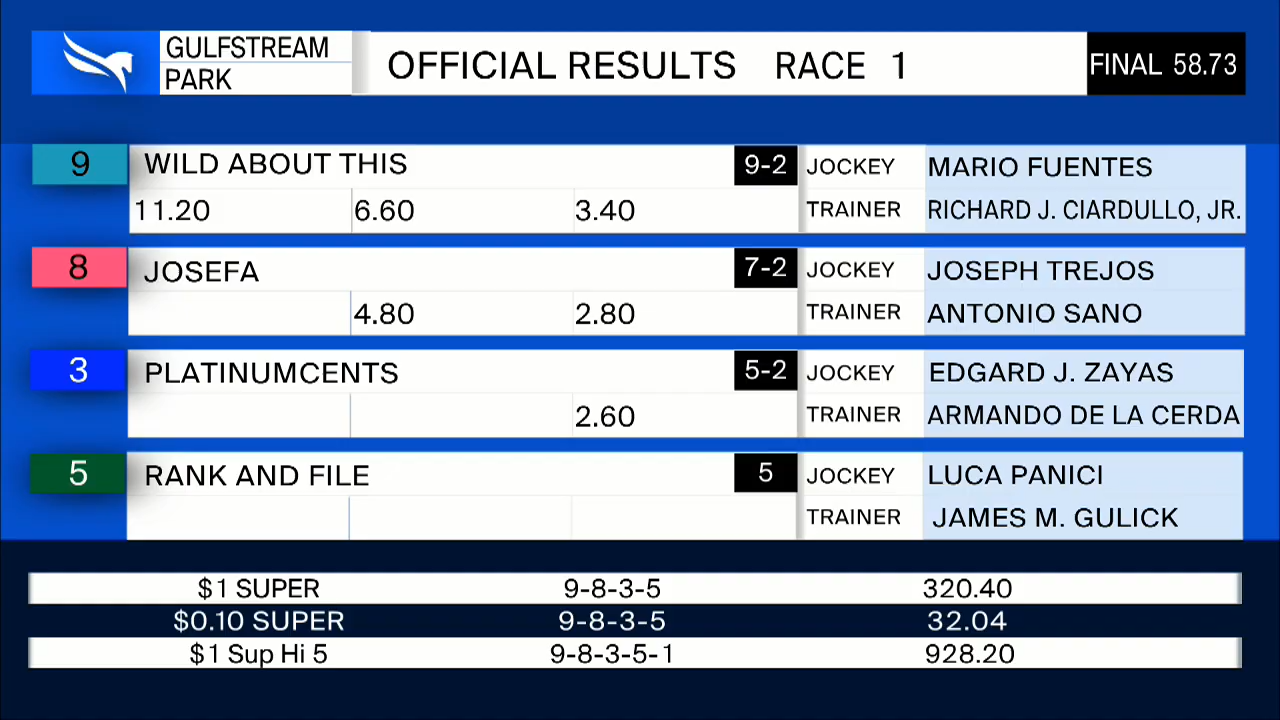 GULFSTREAM
PARK
OFFICIAL RESULTS RACE 1
FINAL 58.73
9 WILD ABOUT THIS 9-2 JOCKEY MARIO FUENTES
11.20 6.60 3.40 TRAINER RICHARD J. CIARDULLO, JR.
8 JOSEFA 7-2 JOCKEY JOSEPH TREJOS
4.80 2.80 TRAINER ANTONIO SANO
3 PLATINUMCENTS 5-2 JOCKEY EDGARD J. ZAYAS
2.60 TRAINER ARMANDO DE LA CERDA
5 RANK AND FILE 5 JOCKEY LUCA PANICI
TRAINER JAMES M. GULICK
$1 SUPER 9-8-3-5 320.40
$0.10 SUPER 9-8-3-5 32.04
$1 Sup Hi 5 9-8-3-5-1 928.20